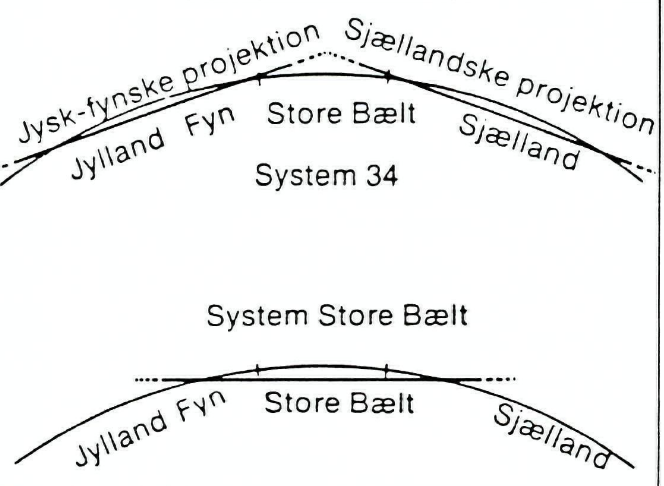 Jysk-fynske projektion
Sjællandske projektion
Jylland Fyn
Store Bælt
Sjælland
System 34
System Store Bælt
Jylland Fyn
Store Bælt
Sjælland